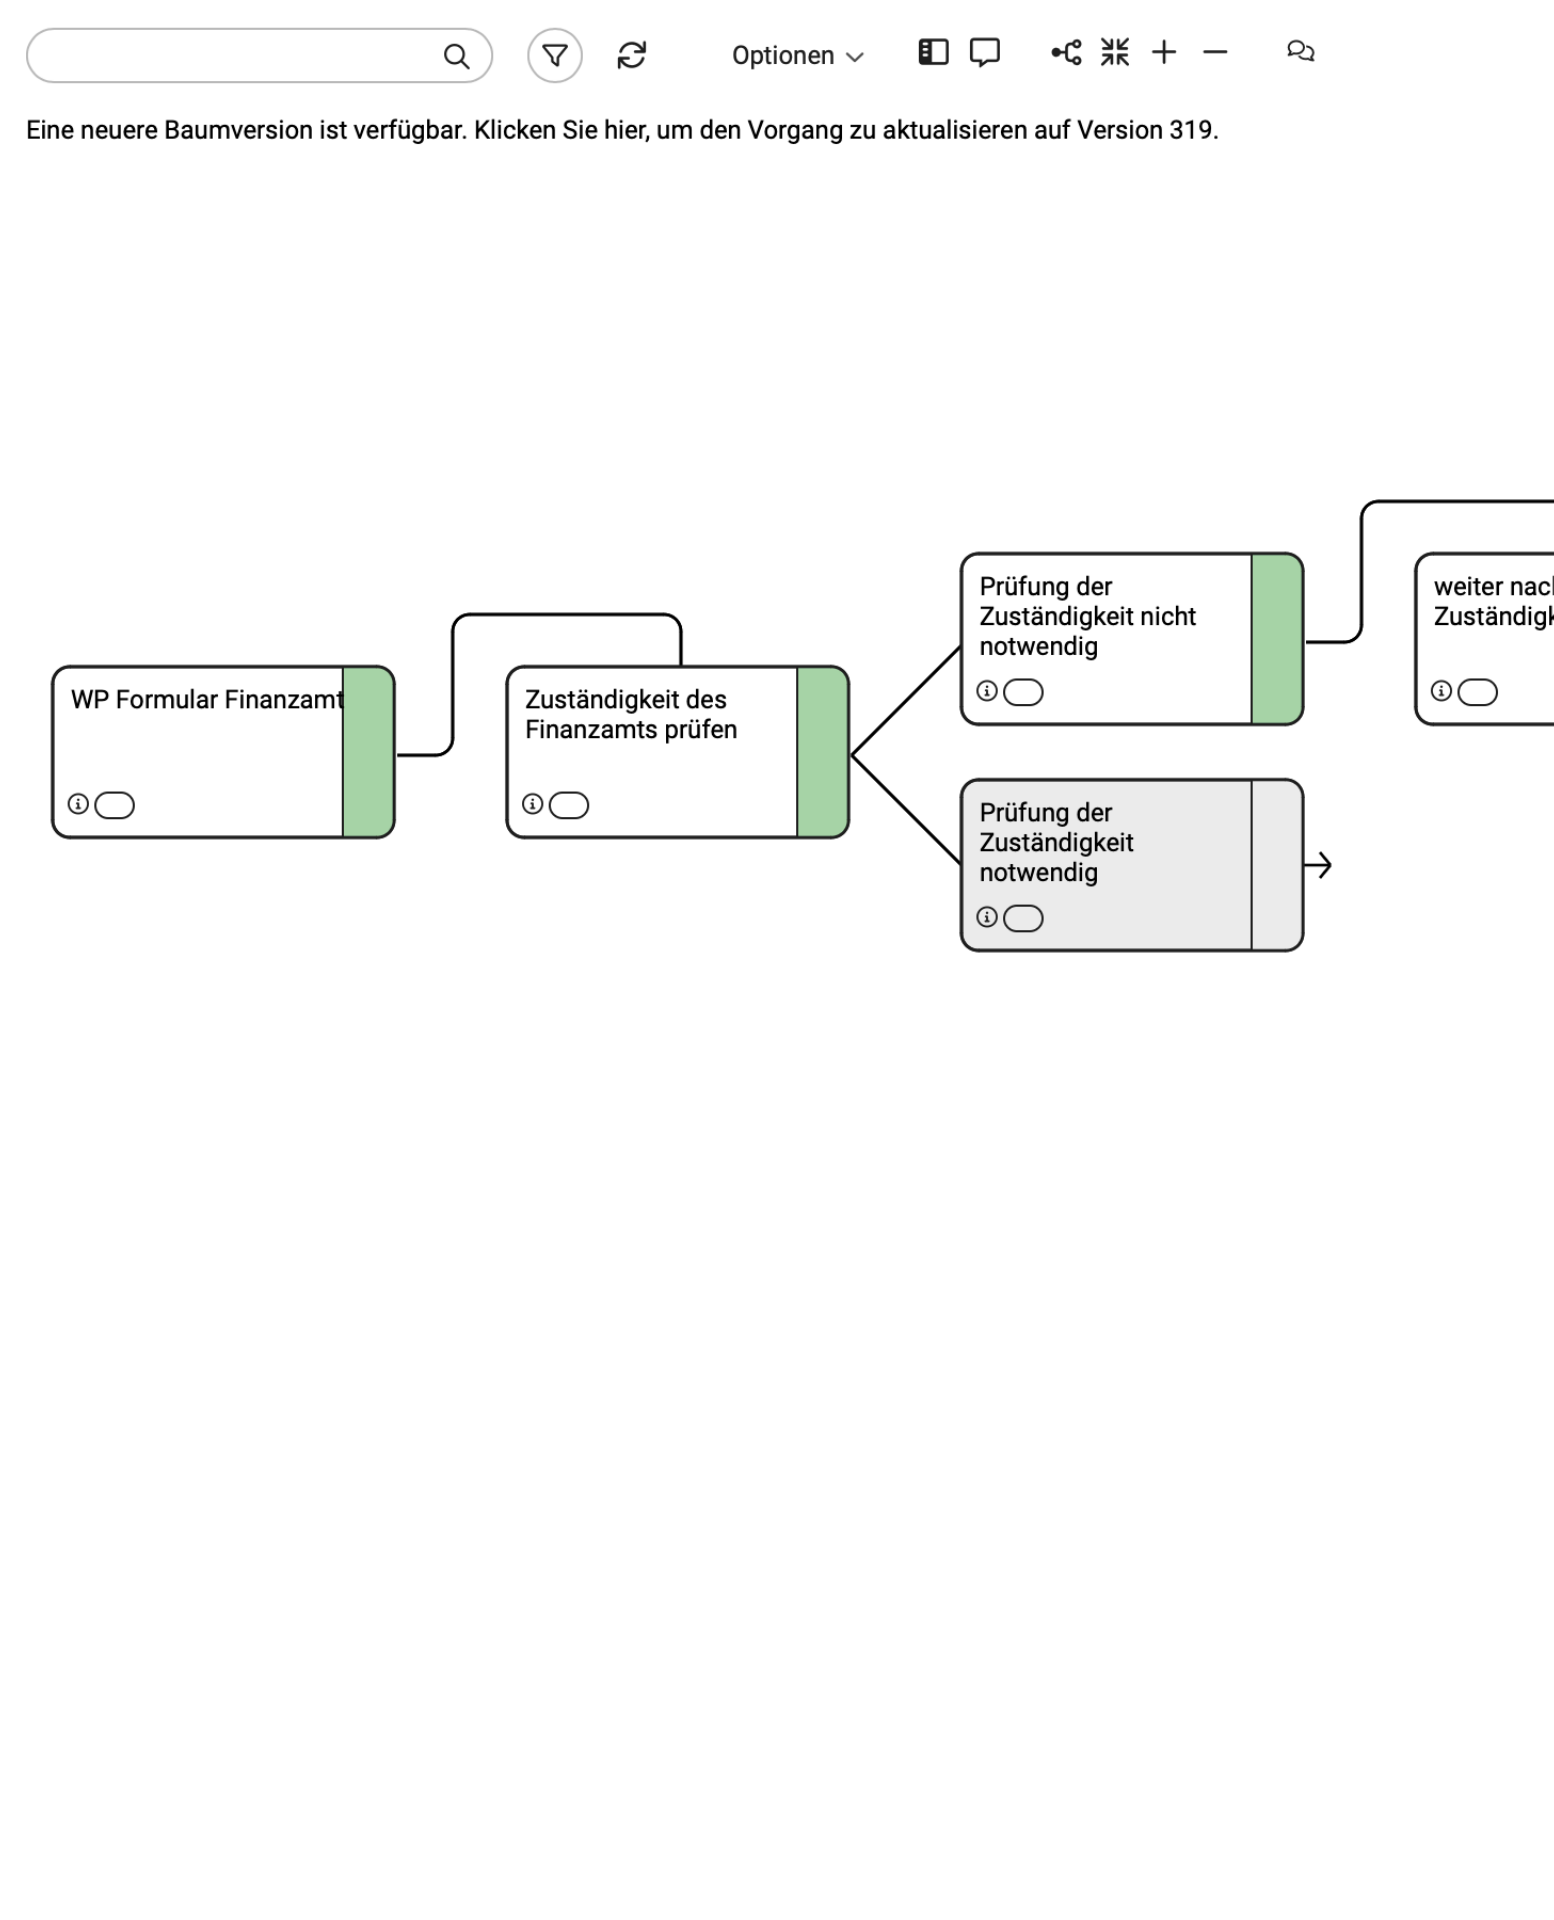 Optionen
Eine neuere Baumversion ist verfügbar. Klicken Sie hier, um den Vorgang zu aktualisieren auf Version 319.
WP Formular Finanzamt
Zuständigkeit des
Finanzamts prüfen
Prüfung der
Zuständigkeit nicht
notwendig
Prüfung der
Zuständigkeit
notwendig
weiter